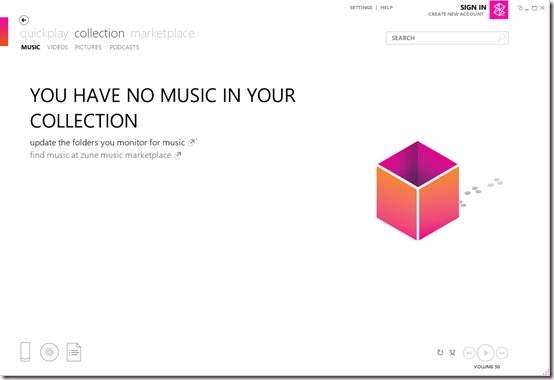 SETTINGS | HELP
SIGN IN
CREATE NEW ACCOUNT
quickplay collection marketplace
MUSIC VIDEOS PICTURES PODCASTS
SEARCH
YOU HAVE NO MUSIC IN YOUR
COLLECTION
update the folders you monitor for music
find music at zune music marketplace
VOLUME 50